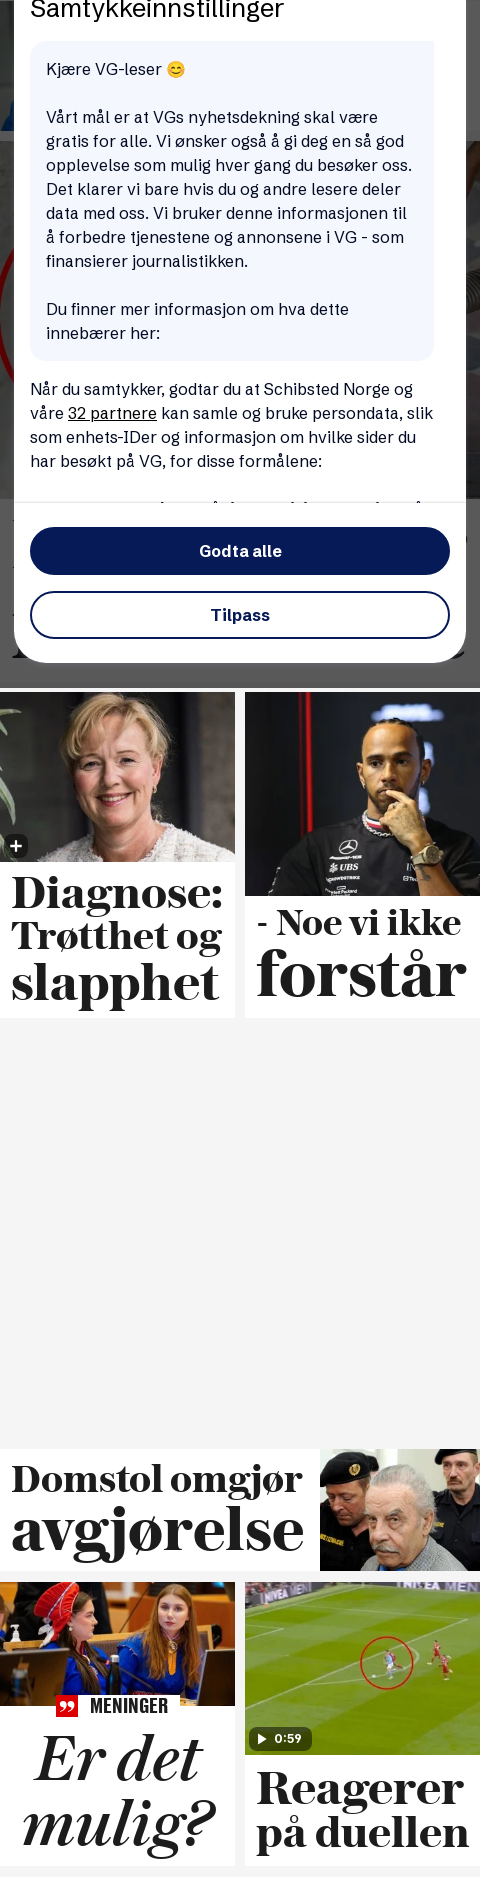 Samtykkeinnstillinger
Kjære VG-leser 😊
Vårt mål er at VGs nyhetsdekning skal være
gratis for alle. Vi ønsker også å gi deg en så god
opplevelse som mulig hver gang du besøker oss.
Det klarer vi bare hvis du og andre lesere deler
data med oss. Vi bruker denne informasjonen til
å forbedre tjenestene og annonsene i VG - som
finansierer journalistikken.
Du finner mer informasjon om hva dette
innebærer her:
Når du samtykker, godtar du at Schibsted Norge og
våre 32 partnere kan samle og bruke persondata, slik
som enhets-IDer og informasjon om hvilke sider du
har besøkt på VG, for disse formålene:
Godta alle
Tilpass
Diagnose:
Trøtthet og
slapphet
UBS
- Noe vi ikke
forstår
Domstol omgjør
avgjørelse
MENINGER
Er det
mulig?
NIVEA MEN
0:59
Reagerer
på duellen